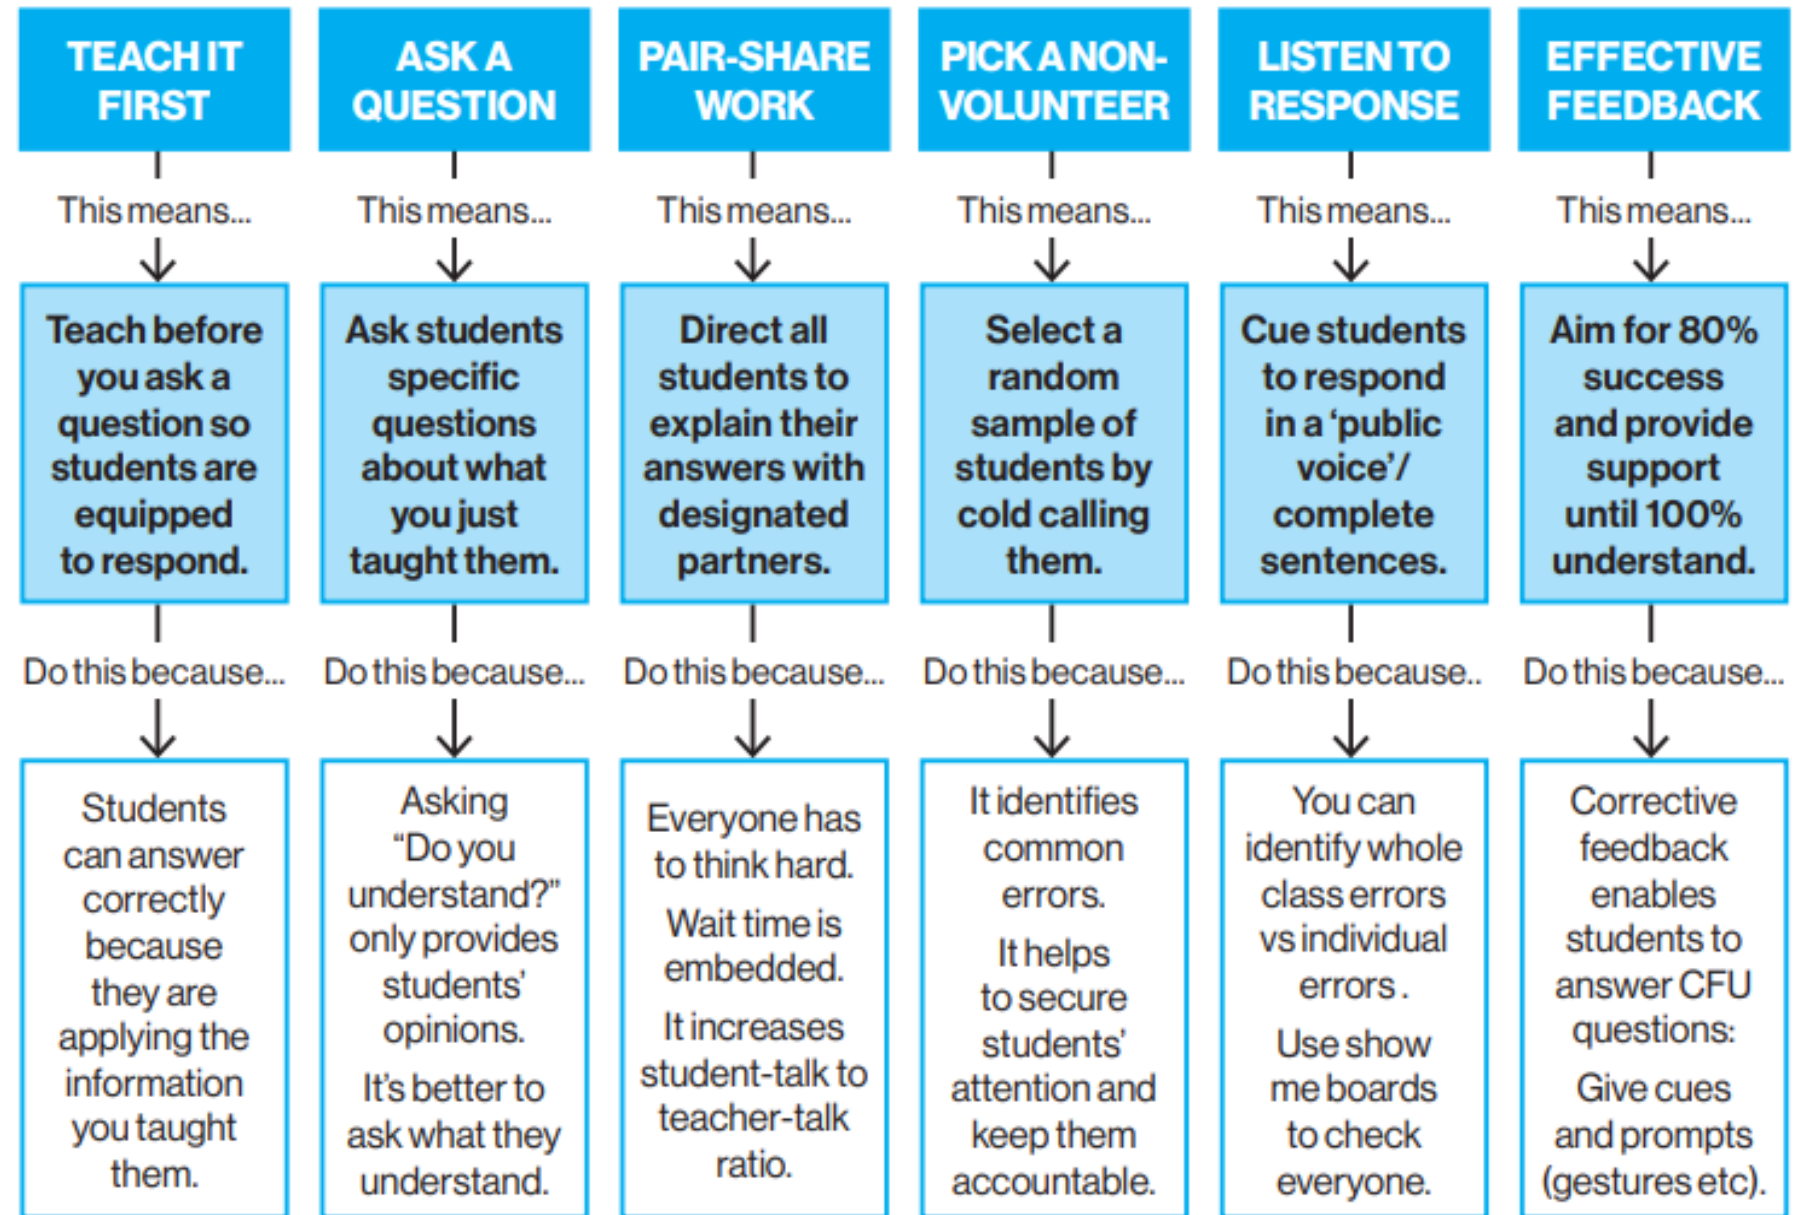 TEACH IT
FIRST
This means...
Teach before
you ask a
question so
students are
equipped
to respond.
Do this because...
Students
can answer
correctly
because
they are
applying the
information
you taught
them.
ASK A
QUESTION
This means...
Ask students
specific
questions
about what
you just
taught them.
Do this because...
Asking
“Do you
understand?”
only provides
students’
opinions.
It’s better to
ask what they
understand.
PAIR-SHARE
WORK
This means...
Direct all
students to
explain their
answers with
designated
partners.
Do this because...
Everyone has
to think hard.
Wait time is
embedded.
It increases
student-talk to
teacher-talk
ratio.
PICK A NON-
VOLUNTEER
This means...
Select a
random
sample of
students by
cold calling
them.
Do this because...
It identifies
common
errors.
It helps
to secure
students’
attention and
keep them
accountable.
LISTEN TO
RESPONSE
This means...
Cue students
to respond
in a ‘public
voice’/
complete
sentences.
Do this because..
You can
identify whole
class errors
vs individual
errors .
Use show
me boards
to check
everyone.
EFFECTIVE
FEEDBACK
This means...
Aim for 80%
success
and provide
support
until 100%
understand.
Do this because...
Corrective
feedback
enables
students to
answer CFU
questions:
Give cues
and prompts
(gestures etc).